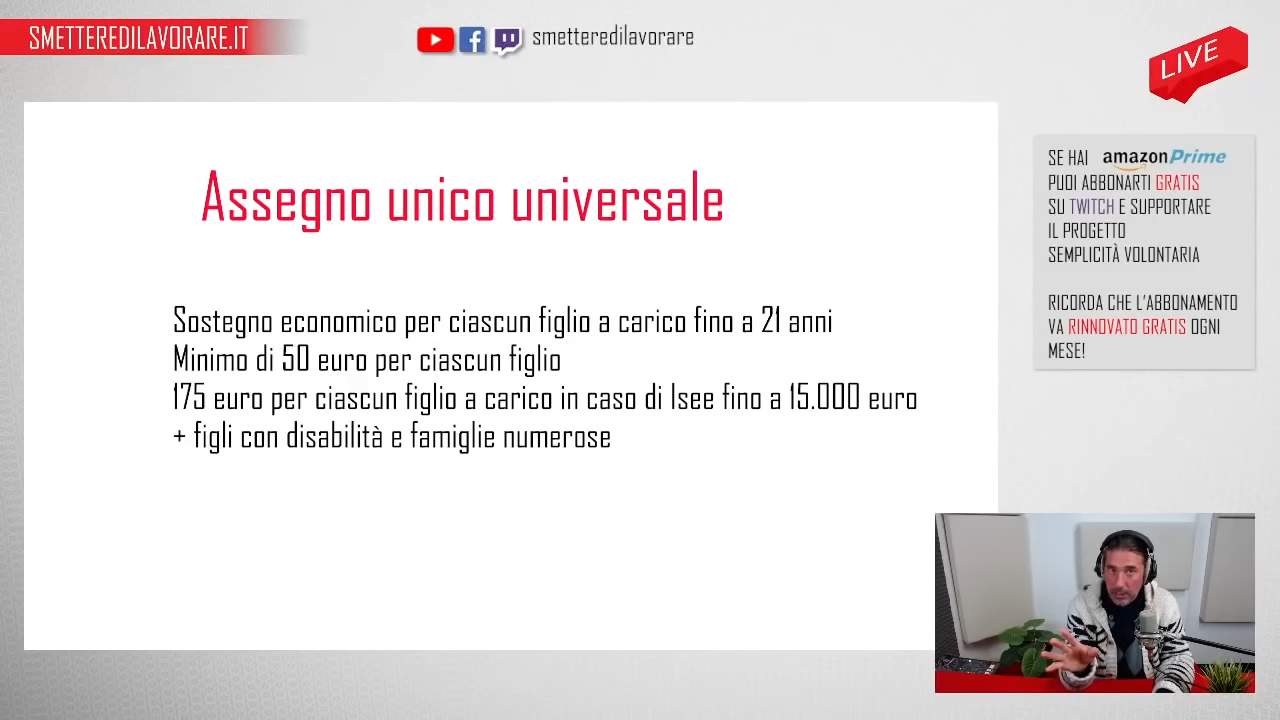 SMETTEREDILAVORARE.IT
smetteredilavorare
LIVE
Assegno unico universale
Sostegno economico per ciascun figlio a carico fino a 21 anni
Minimo di 50 euro per ciascun figlio
175 euro per ciascun figlio a carico in caso di Isee fino a 15.000 euro
+ figli con disabilità e famiglie numerose
SE HAI amazonPrime
PUOI ABBONARTI GRATIS
SU TWITCH E SUPPORTARE
IL PROGETTO
SEMPLICITÀ VOLONTARIA
RICORDA CHE L'ABBONAMENTO
VA RINNOVATO GRATIS OGNI
MESE!